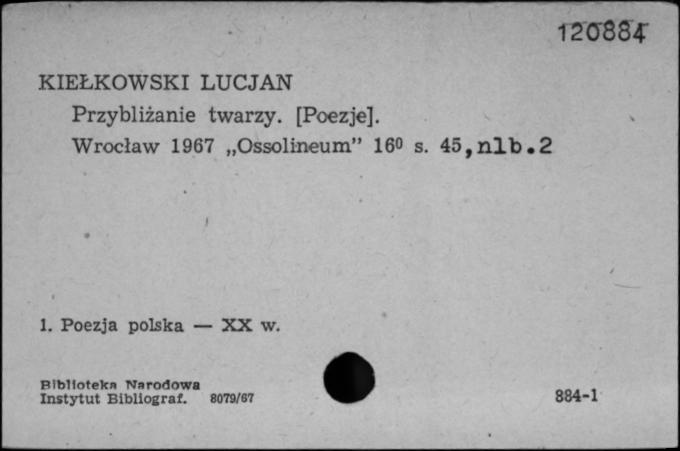 120884
KIEŁKOWSKI LUCJAN
Przybliżanie twarzy. [Poezje].
Wrocław 1967 „Ossolineum” 16⁰ s. 45, nlb. 2
1. Poezja polska — XX w.
Biblioteka Narodowa
Instytut Bibliograf. 8079/67
884-1